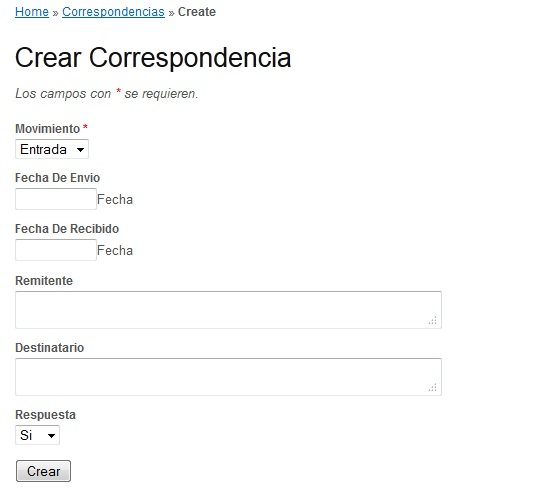 Home » Correspondencias » Create
Crear Correspondencia
Los campos con * se requieren.
Movimiento *
Entrada
Fecha De Envio
Fecha
Fecha De Recibido
Fecha
Remitente
Destinatario
Respuesta
Si
Crear